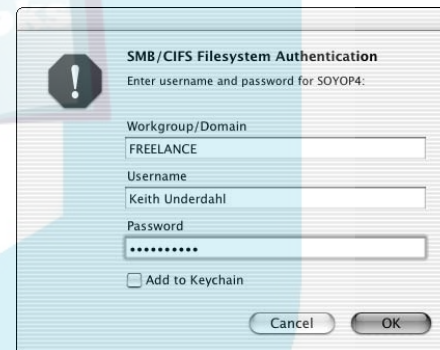 SMB/CIFS Filesystem Authentication
Enter username and password for SOYOP4:
Workgroup/Domain
FREELANCE
Username
Keith Underdahl
Password
••••••••••
Add to Keychain
Cancel
OK